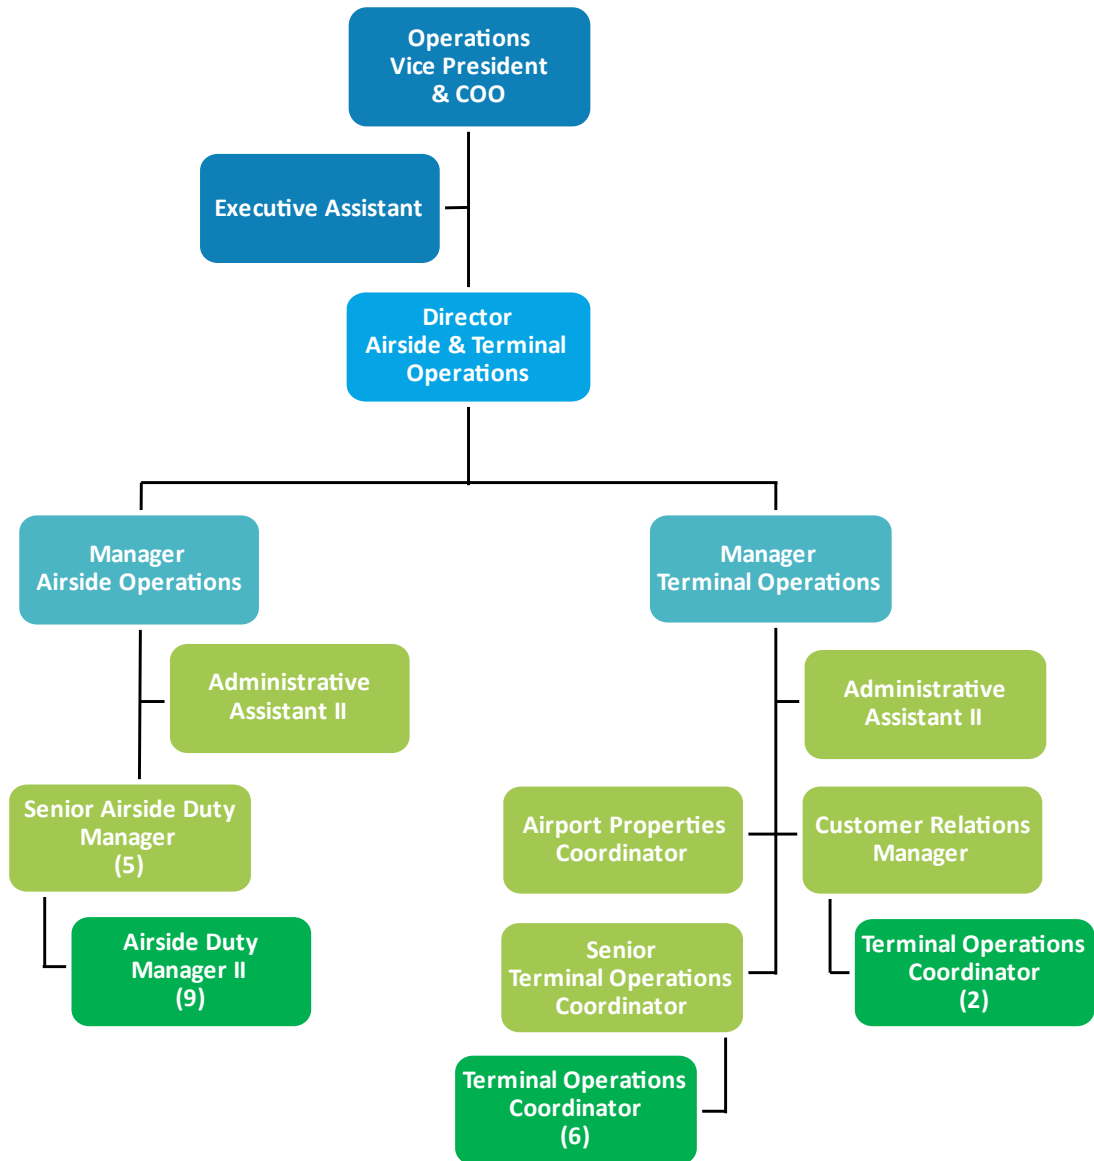 Operations
Vice President
& COO
Executive Assistant
Director
Airside & Terminal
Operations
Manager
Airside Operations
Manager
Terminal Operations
Administrative
Assistant II
Administrative
Assistant II
Senior Airside Duty
Manager
(5)
Airport Properties
Coordinator
Customer Relations
Manager
Airside Duty
Manager II
(9)
Senior
Terminal Operations
Coordinator
Terminal Operations
Coordinator
(2)
Terminal Operations
Coordinator
(6)